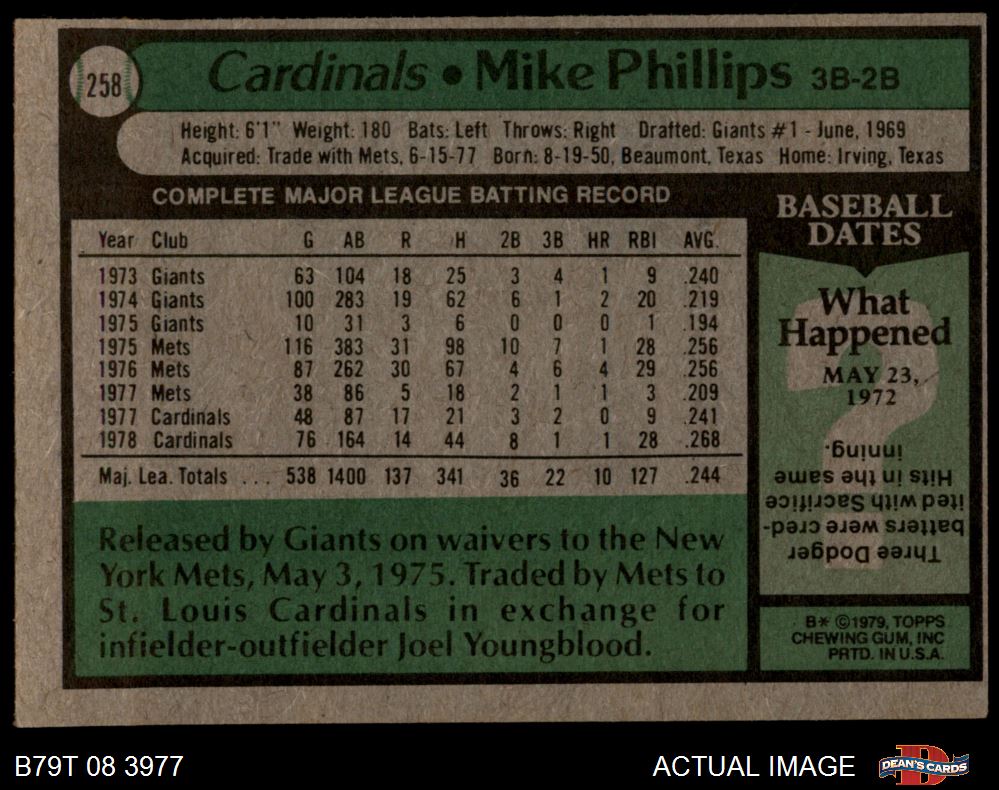 258
Cardinals • Mike Phillips 3B-2B
Height: 6'1" Weight: 180 Bats: Left Throws: Right Drafted: Giants #1 - June, 1969
Acquired: Trade with Mets, 6-15-77 Born: 8-19-50, Beaumont, Texas Home: Irving, Texas
COMPLETE MAJOR LEAGUE BATTING RECORD
Year Club G AB R H 2B 3B HR RBI AVG.
1973 Giants 63 104 18 25 3 4 1 9 .240
1974 Giants 100 283 19 62 6 1 2 20 .219
1975 Giants 10 31 3 6 0 0 0 1 .194
1975 Mets 116 383 31 98 10 7 1 28 .256
1976 Mets 87 262 30 67 4 6 4 29 .256
1977 Mets 38 86 5 18 2 1 1 3 .209
1977 Cardinals 48 87 17 21 3 2 0 9 .241
1978 Cardinals 76 164 14 44 8 1 1 28 .268
Maj. Lea. Totals ... 538 1400 137 341 36 22 10 127 .244
Released by Giants on waivers to the New
York Mets, May 3, 1975. Traded by Mets to
St. Louis Cardinals in exchange for
infielder-outfielder Joel Youngblood.
BASEBALL
DATES
What
Happened
MAY 23,
1972
?
Three Dodger
batters were cred-
ited with Sacrifice
Hits in the same
inning.
B* ©1979, TOPPS
CHEWING GUM, INC
PRTD. IN U.S.A.
B79T 08 3977
ACTUAL IMAGE
D
DEAN'S CARDS